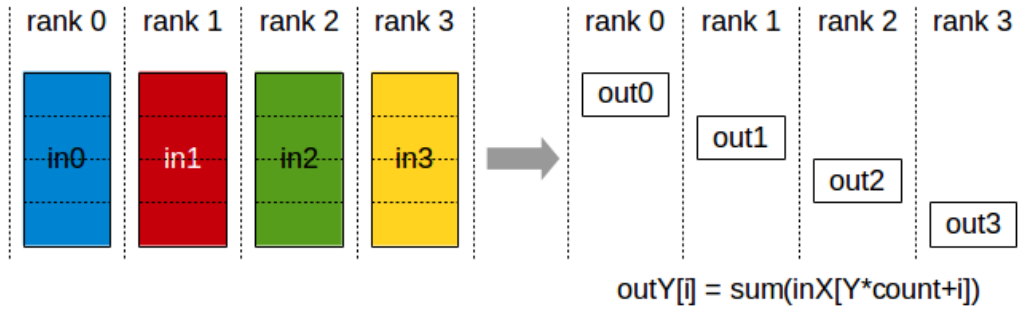 rank 0 rank 1 rank 2 rank 3 rank 0 rank 1 rank 2 rank 3
in0 in1 in2 in3
out0
out1
out2
out3
outY[i] = sum(inX[Y*count+i])